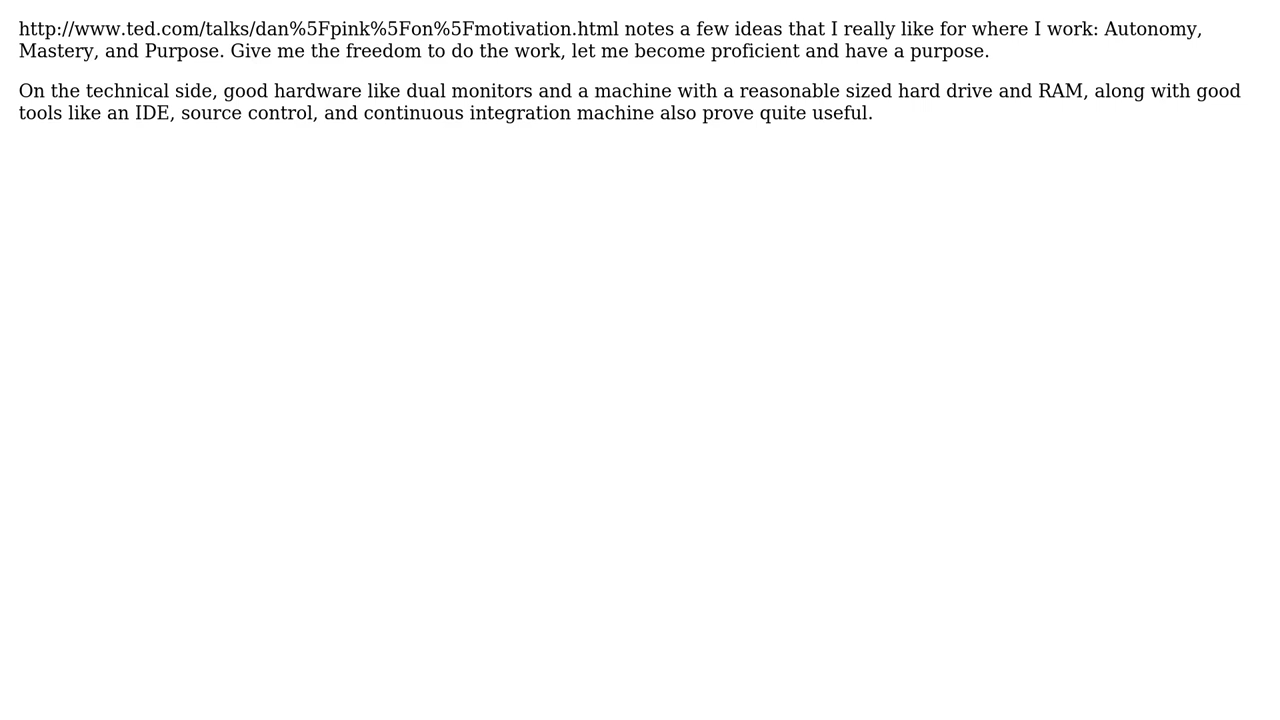 http://www.ted.com/talks/dan%5Fpink%5Fon%5Fmotivation.html notes a few ideas that I really like for where I work: Autonomy,
Mastery, and Purpose. Give me the freedom to do the work, let me become proficient and have a purpose.
On the technical side, good hardware like dual monitors and a machine with a reasonable sized hard drive and RAM, along with good
tools like an IDE, source control, and continuous integration machine also prove quite useful.